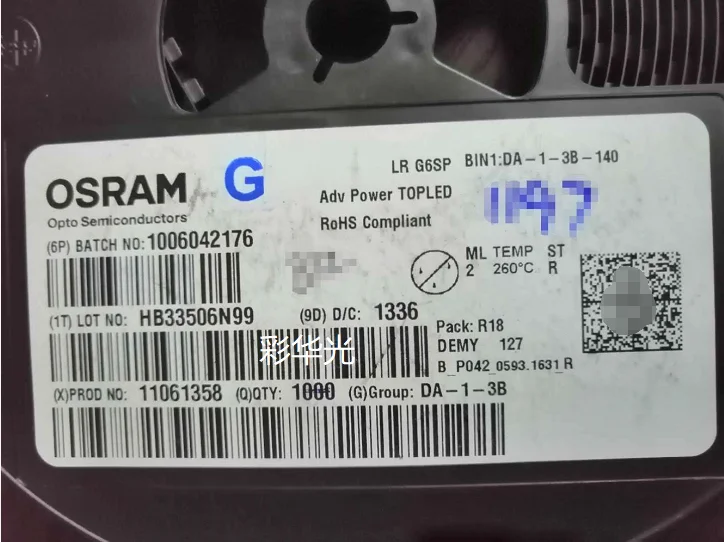 OSRAM
Opto Semiconductors
G
LR G6SP BIN1:DA-1-3B-140
Adv Power TOPLED
RoHS Compliant
(6P) BATCH NO:1006042176
ML TEMP ST
2 260°C R
(1T) LOT NO: HB33506N99 (9D) D/C: 1336
彩华光
Pack: R18
DEMY 127
B_P042_0593.1631_R
(X)PROD NO: 11061358 (Q)QTY: 1000 (G)Group: DA-1-3B